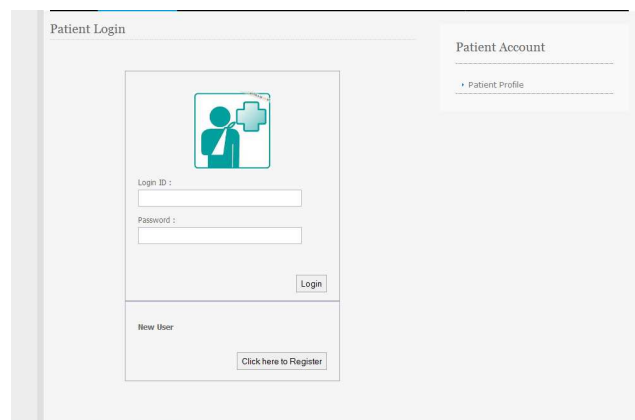 Patient Login
Patient Account
Patient Profile
Login ID :
Password :
Login
New User
Click here to Register